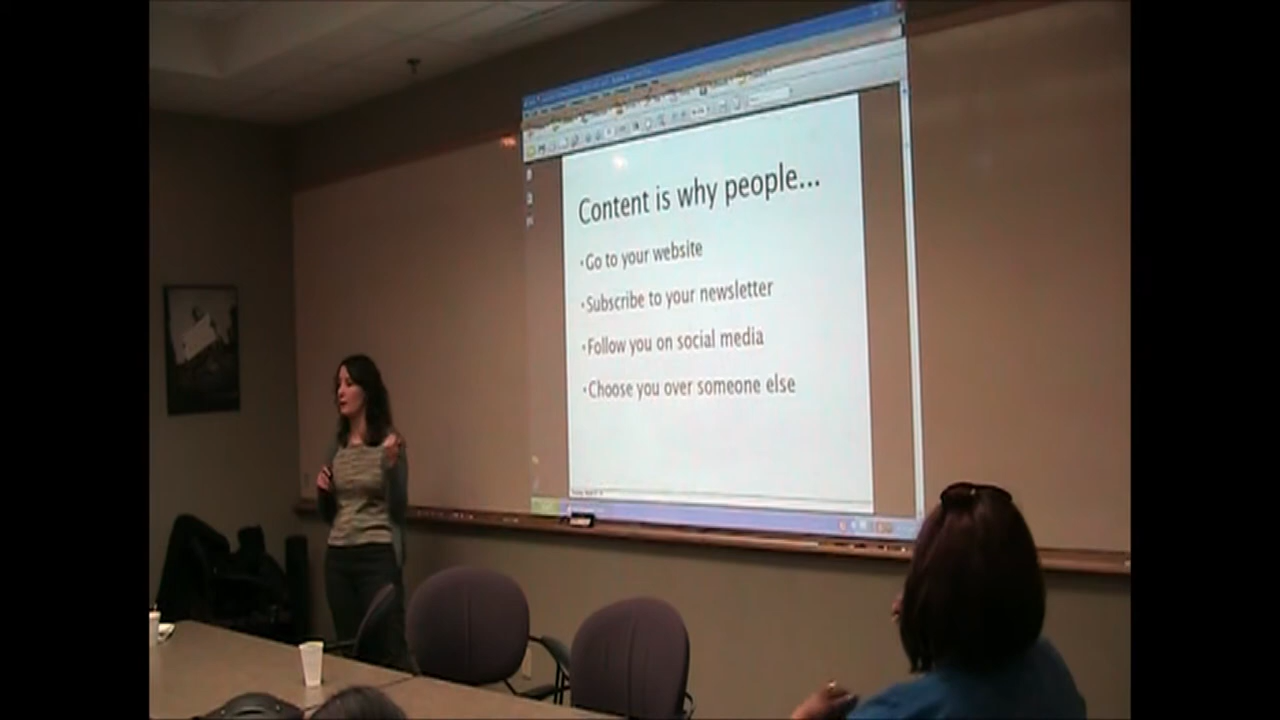 Content is why people...
•Go to your website
•Subscribe to your newsletter
•Follow you on social media
•Choose you over someone else